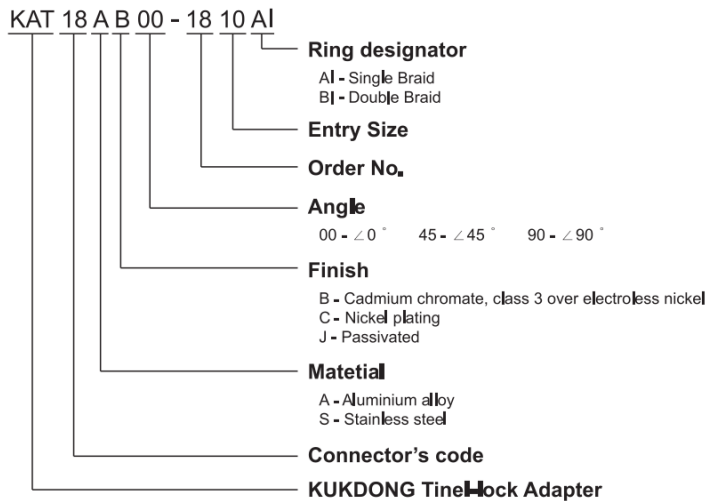 KAT 18 A B 00 - 18 10 AI
Ring designator
AI - Single Braid
BI - Double Braid
Entry Size
Order No.
Angle
00 - ∠0° 45 - ∠45° 90 - ∠90°
Finish
B - Cadmium chromate, class 3 over electroless nickel
C - Nickel plating
J - Passivated
Matetial
A - Aluminium alloy
S - Stainless steel
Connector's code
KUKDONG Tinel-lock Adapter